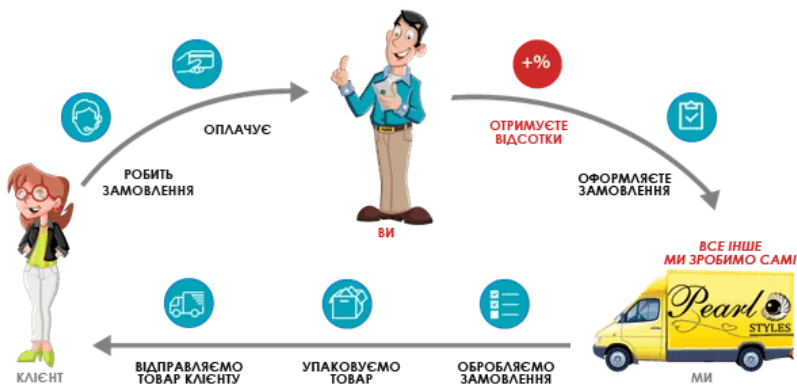 +%
ОПЛАЧУЄ
РОБИТЬ
ЗАМОВЛЕННЯ
ОТРИМУЄТЕ
ВІДСОТКИ
ОФОРМЛЯЄТЕ
ЗАМОВЛЕННЯ
ВИ
ВСЕ ІНШЕ
МИ ЗРОБИМО САМІ
Pearl
STYLES
КЛІЄНТ
ВІДПРАВЛЯЄМО
ТОВАР КЛІЄНТУ
УПАКОВУЄМО
ТОВАР
ОБРОБЛЯЄМО
ЗАМОВЛЕННЯ
МИ